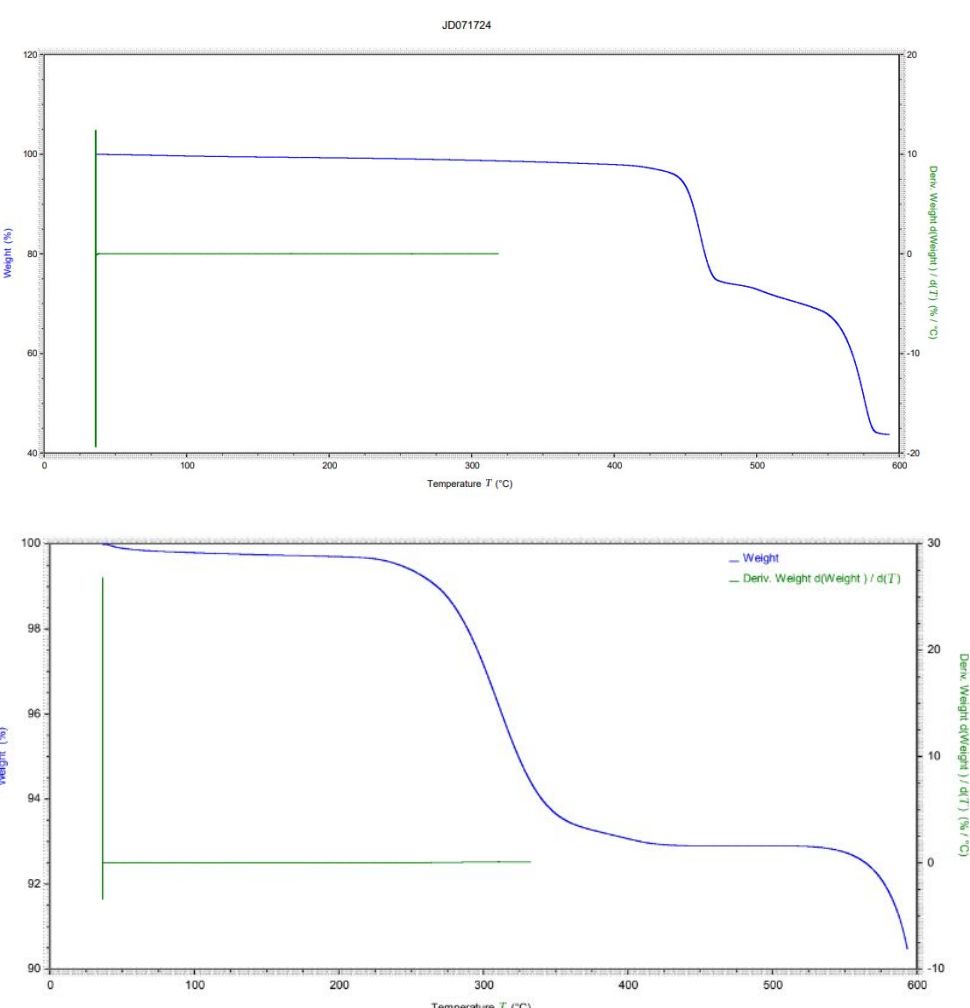 JD071724
120
100
80
60
40
Weight (%)
20
10
0
-10
-20
Deriv. Weight d(Weight ) / d(T) (% / °C)
0 100 200 300 400 500 600
Temperature T (°C)
100
98
96
94
92
90
Weight (%)
Weight
Deriv. Weight d(Weight ) / d(T)
30
20
10
0
-10
Deriv. Weight d(Weight ) / d(T) (% / °C)
0 100 200 300 400 500 600
Temperature T (°C)